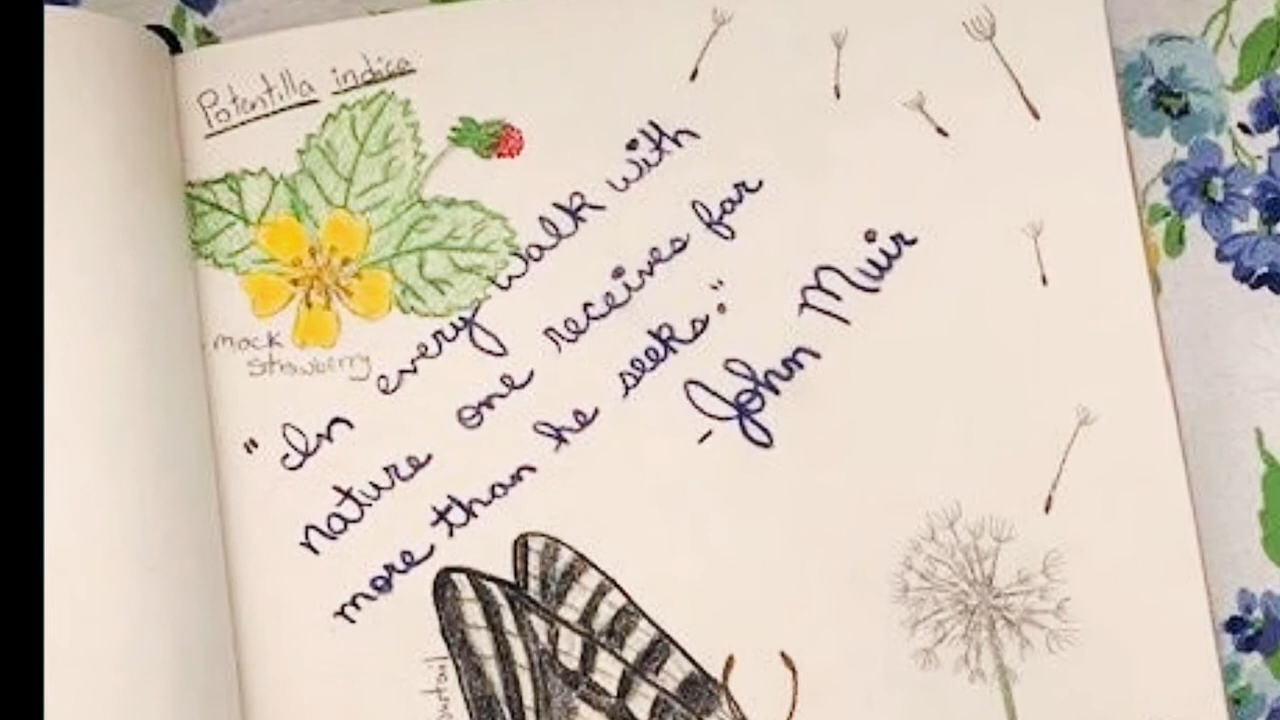 Potentilla indica
mock
strawberry
"In every walk with
nature one receives far
more than he seeks."
-John Muir